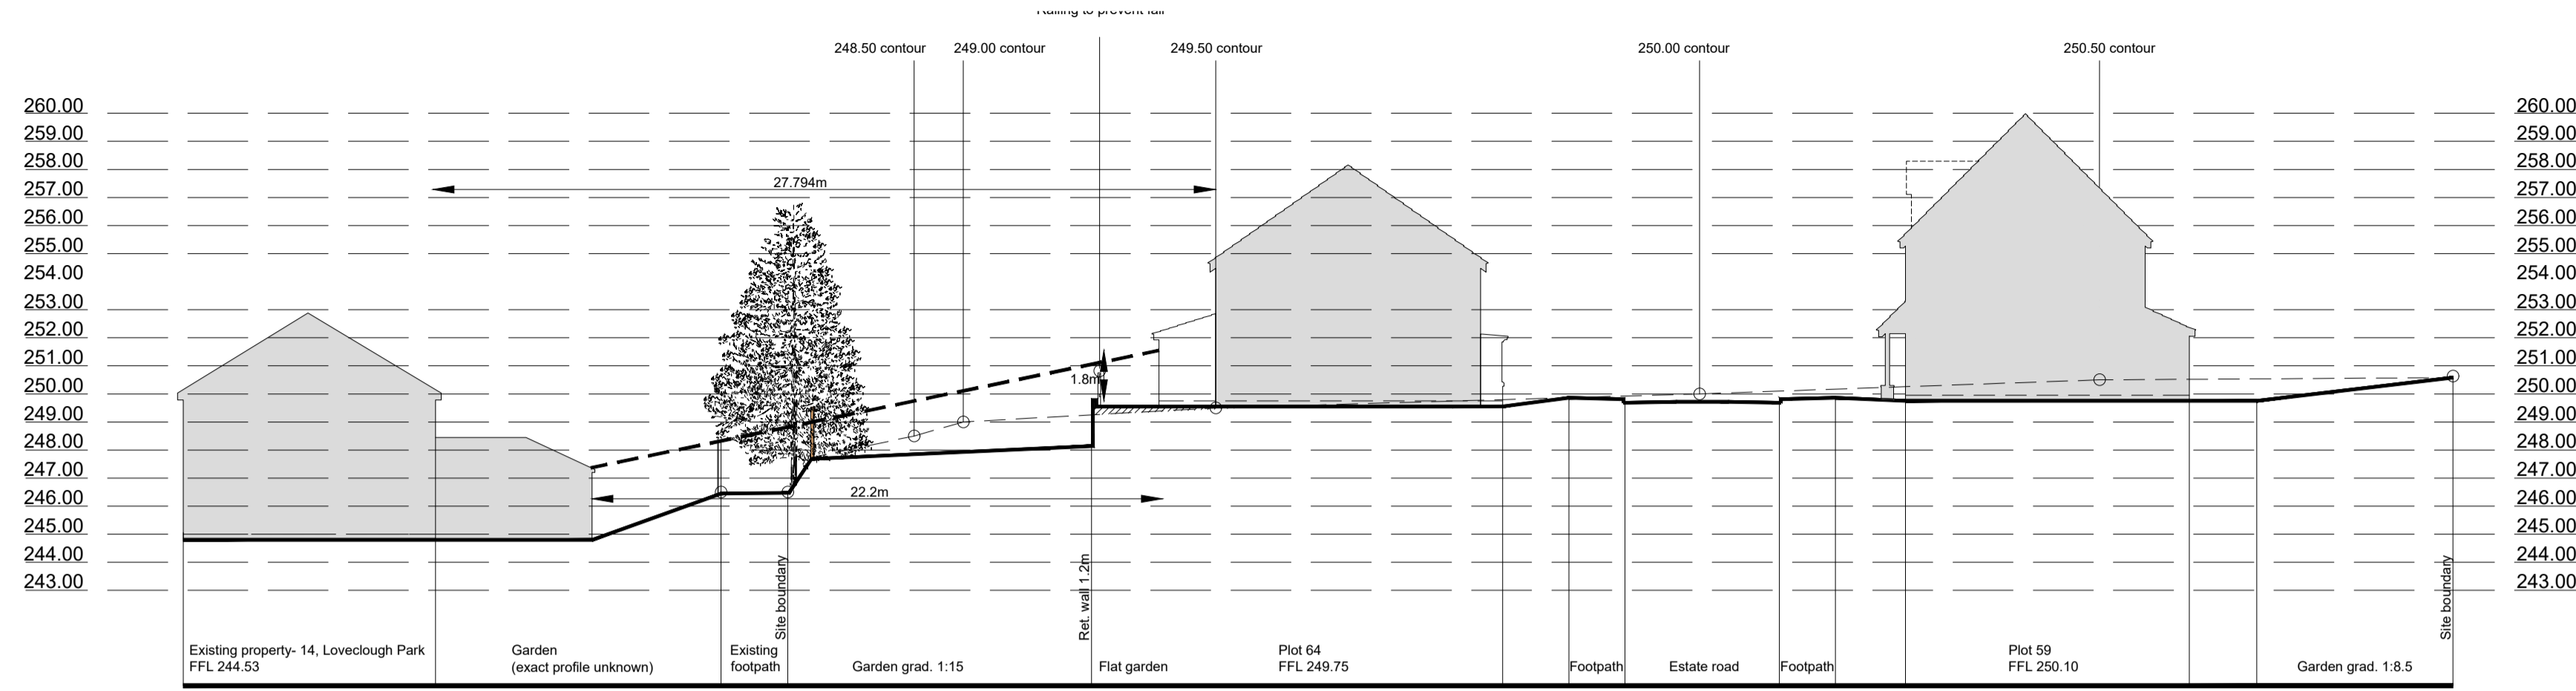 Railing to prevent fall
248.50 contour 249.00 contour 249.50 contour 250.00 contour 250.50 contour
260.00 260.00
259.00 259.00
258.00 258.00
257.00 27.794m 257.00
256.00 256.00
255.00 255.00
254.00 254.00
253.00 253.00
252.00 252.00
251.00 251.00
1.8m
250.00 250.00
249.00 249.00
248.00 248.00
247.00 247.00
246.00 22.2m 246.00
245.00 245.00
244.00 244.00
243.00 243.00
Site boundary
Ret. wall 1.2m
Site boundary
Existing property- 14, Loveclough Park
FFL 244.53
Garden
(exact profile unknown)
Existing
footpath
Garden grad. 1:15
Flat garden
Plot 64
FFL 249.75
Footpath
Estate road
Footpath
Plot 59
FFL 250.10
Garden grad. 1:8.5